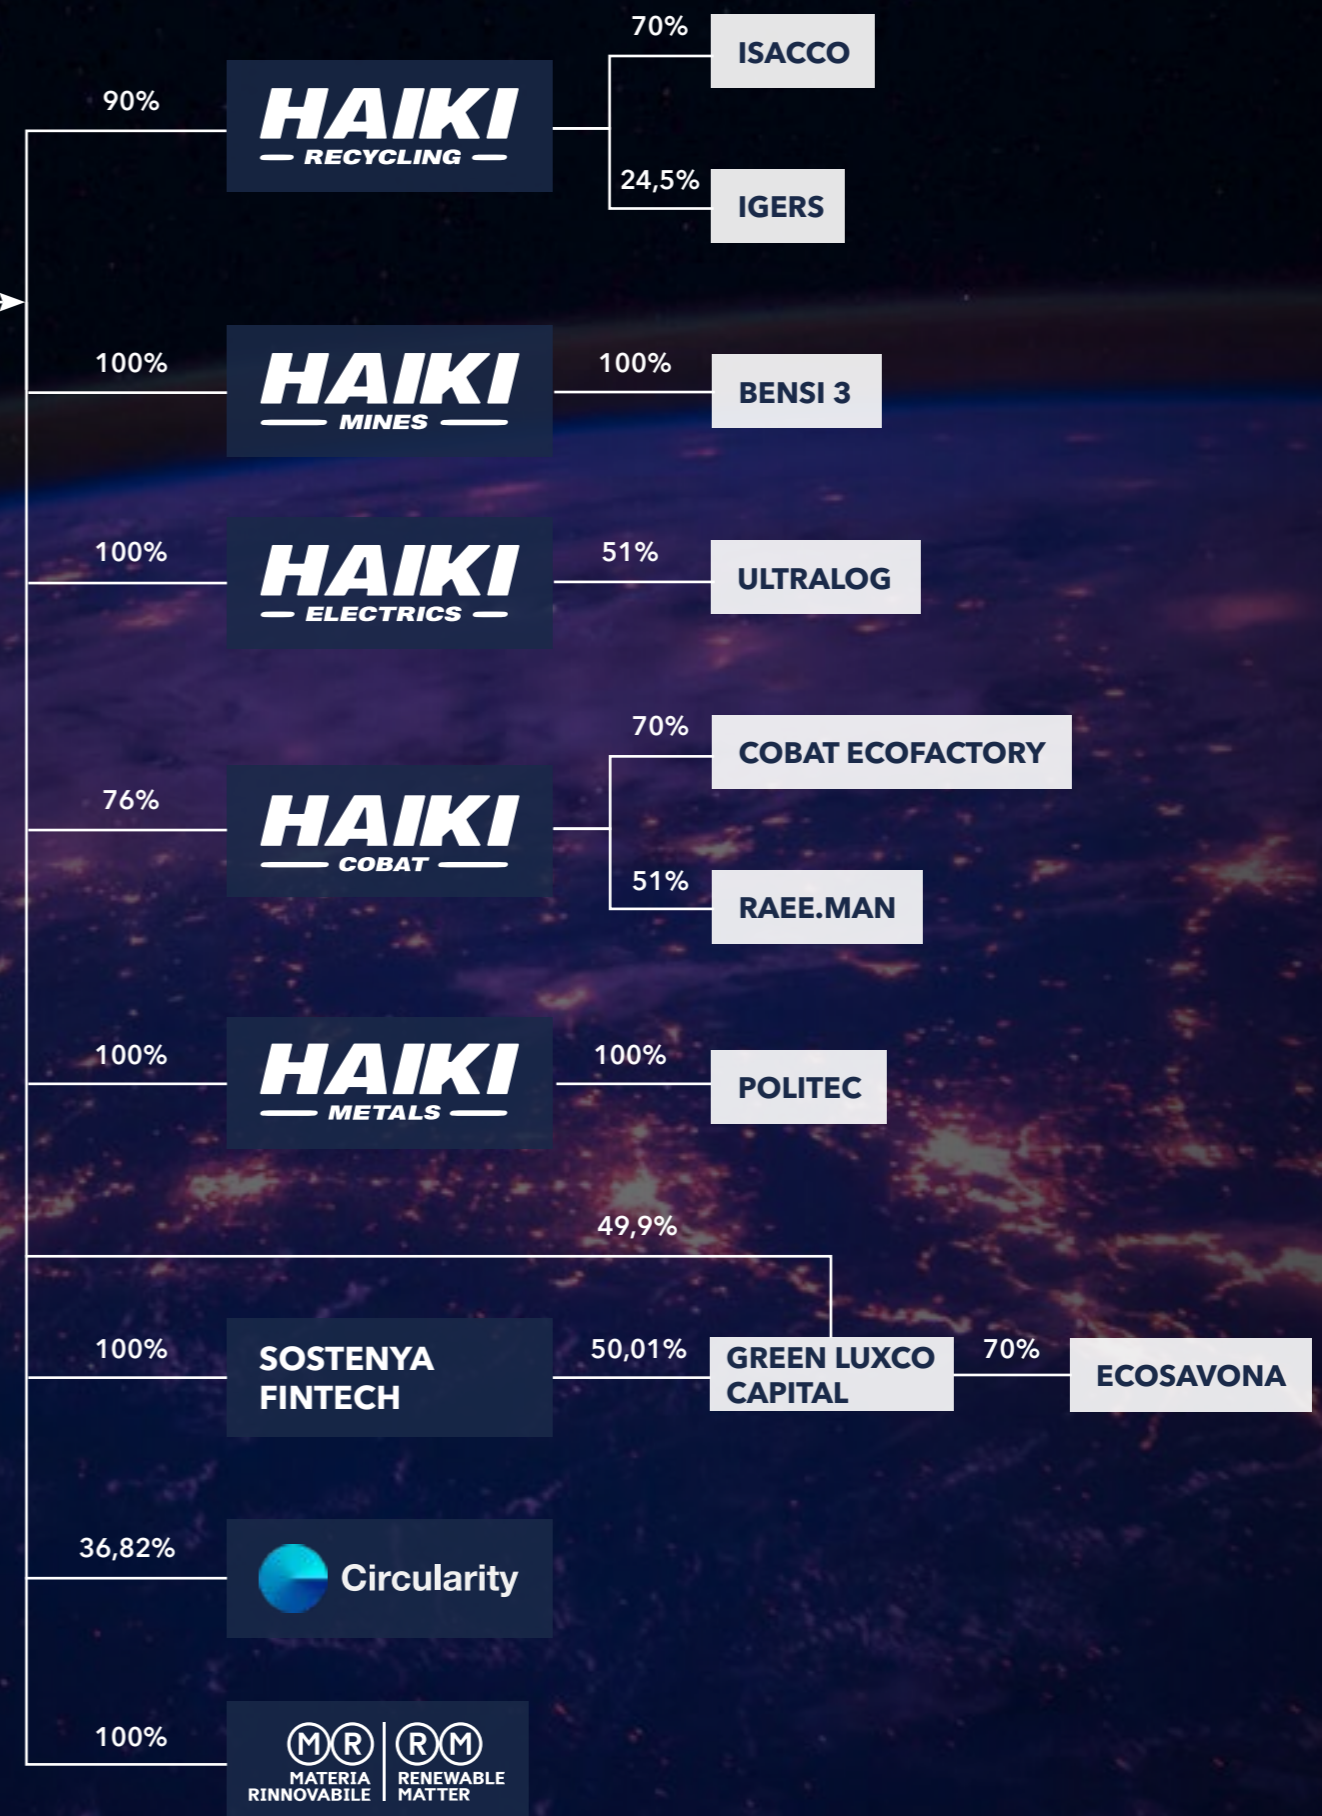 70%
ISACCO
90%
HAIKI
RECYCLING
24,5%
IGERS
100%
HAIKI
MINES
100%
BENSI 3
100%
HAIKI
ELECTRICS
51%
ULTRALOG
70%
COBAT ECOFACTORY
76%
HAIKI
COBAT
51%
RAEE.MAN
100%
HAIKI
METALS
100%
POLITEC
49,9%
100%
SOSTENYA
FINTECH
50,01%
GREEN LUXCO
CAPITAL
70%
ECOSAVONA
36,82%
Circularity
100%
MR RM
MATERIA
RINNOVABILE
RENEWABLE
MATTER